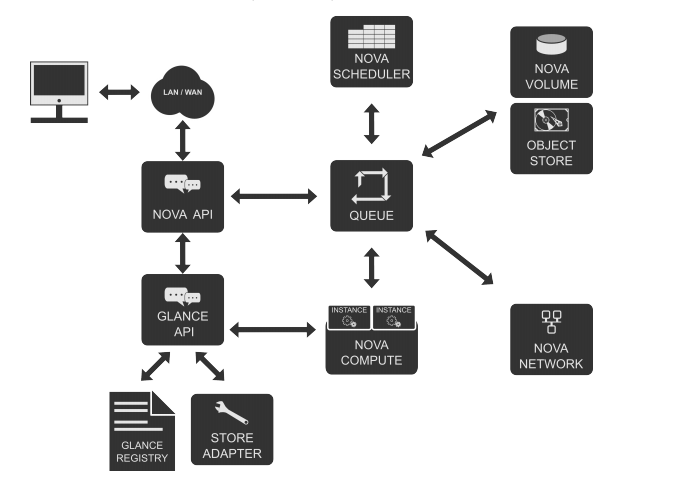 NOVA
SCHEDULER
NOVA
VOLUME
LAN / WAN
OBJECT
STORE
NOVA API
QUEUE
GLANCE
API
INSTANCE
INSTANCE
NOVA
COMPUTE
NOVA
NETWORK
GLANCE
REGISTRY
STORE
ADAPTER